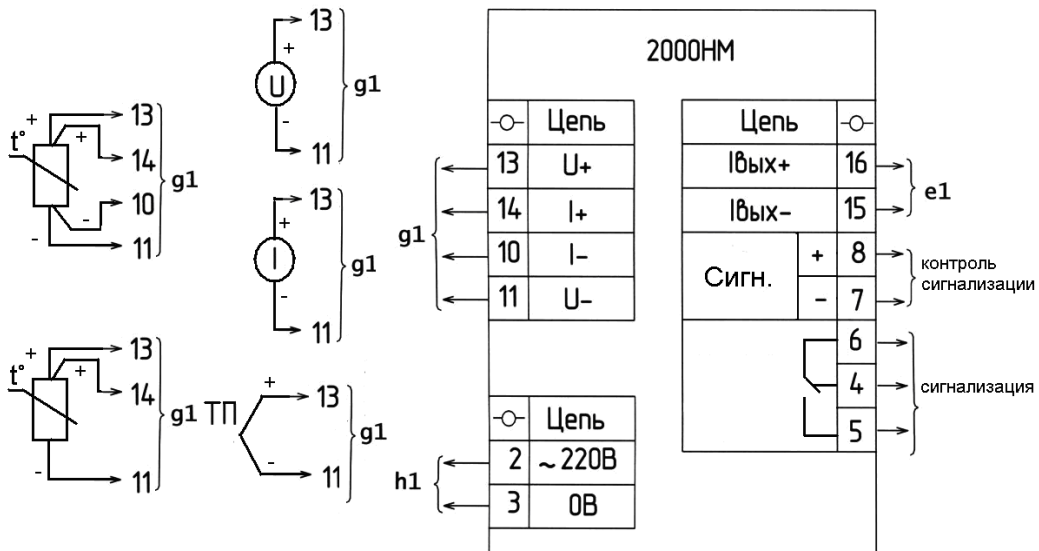 13
+
U
-
11
g1
+
13
t°
+
14
g1
10
-
-
11
13
+
I
-
11
g1
+
13
t°
+
14
g1
-
11
ТП
+
13
g1
-
11
2000НМ
Цепь
13 U+
14 I+
10 I-
11 U-
g1
Цепь
2 ~220В
3 0В
h1
Цепь
Iвых+ 16
Iвых- 15
e1
Сигн. + 8
- 7
контроль
сигнализации
6
4
5
сигнализация